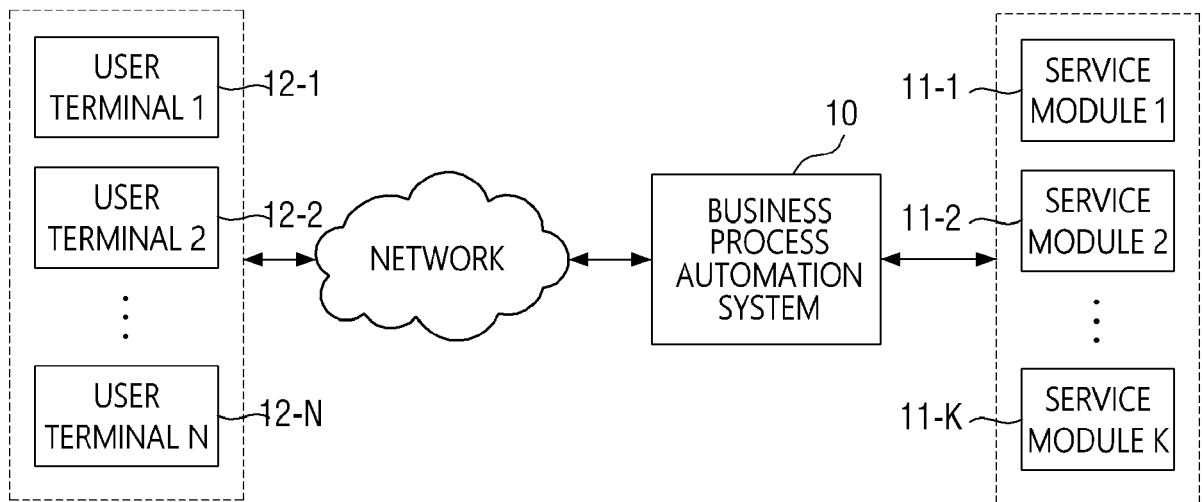 USER
TERMINAL 1
12-1
USER
TERMINAL 2
12-2
USER
TERMINAL N
12-N
NETWORK
10
BUSINESS
PROCESS
AUTOMATION
SYSTEM
11-1
SERVICE
MODULE 1
11-2
SERVICE
MODULE 2
11-K
SERVICE
MODULE K